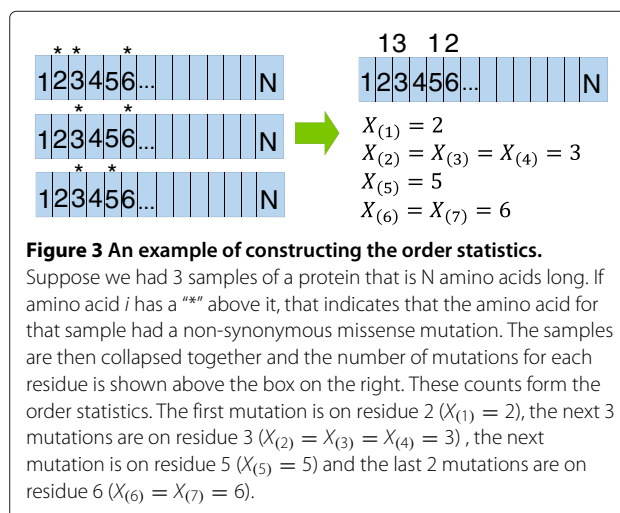 * * *
123456... N
* *
123456... N
* *
123456... N
13 12
123456... N
X(1) = 2
X(2) = X(3) = X(4) = 3
X(5) = 5
X(6) = X(7) = 6
Figure 3 An example of constructing the order statistics.
Suppose we had 3 samples of a protein that is N amino acids long. If
amino acid i has a “*” above it, that indicates that the amino acid for
that sample had a non-synonymous missense mutation. The samples
are then collapsed together and the number of mutations for each
residue is shown above the box on the right. These counts form the
order statistics. The first mutation is on residue 2 (X(1) = 2), the next 3
mutations are on residue 3 (X(2) = X(3) = X(4) = 3) , the next
mutation is on residue 5 (X(5) = 5) and the last 2 mutations are on
residue 6 (X(6) = X(7) = 6).